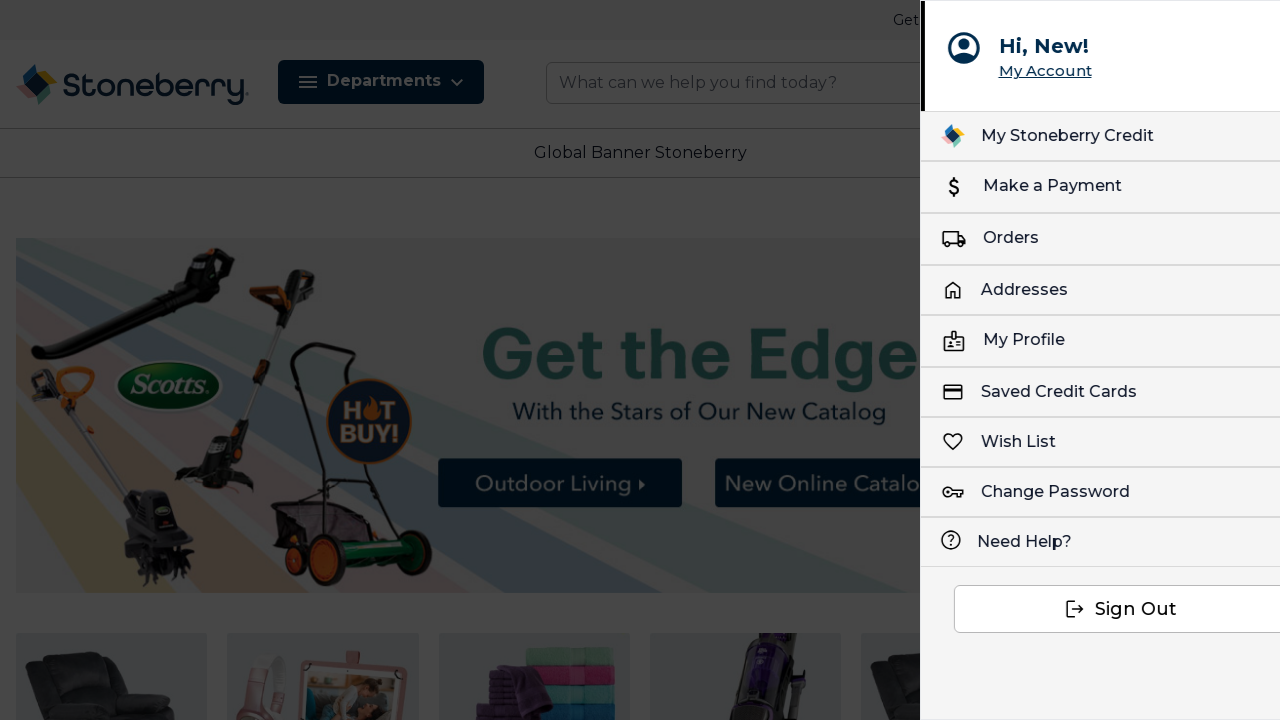 Get
Stoneberry
Departments
What can we help you find today?
Global Banner Stoneberry
Get the Edge
With the Stars of Our New Catalog
Scotts
HOT
BUY!
Outdoor Living
New Online Catalo
Scotts
Hi, New!
My Account
My Stoneberry Credit
Make a Payment
Orders
Addresses
My Profile
Saved Credit Cards
Wish List
Change Password
Need Help?
Sign Out